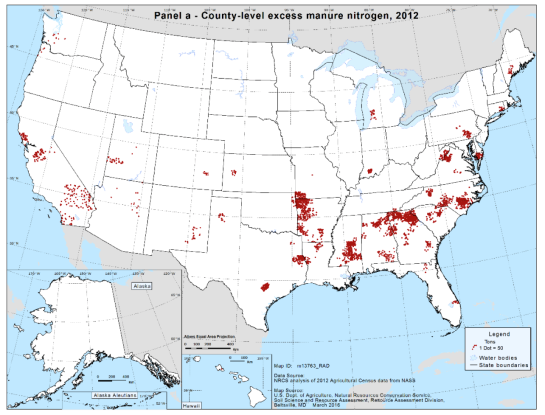 Panel a - County-level excess manure nitrogen, 2012
Alaska
Albers Equal Area Projection
Legend
Tons
1 Dot = 50
Water bodies
State boundaries
Map ID: m13763_RAD
Data Source:
NRCS analysis of 2012 Agricultural Census data from NASS
Map Source:
U.S. Dept. of Agriculture, Natural Resources Conservation Service,
Soil Science and Resource Assessment, Resource Assessment Division,
Beltsville, MD March 2016
Alaska Aleutians
Hawaii